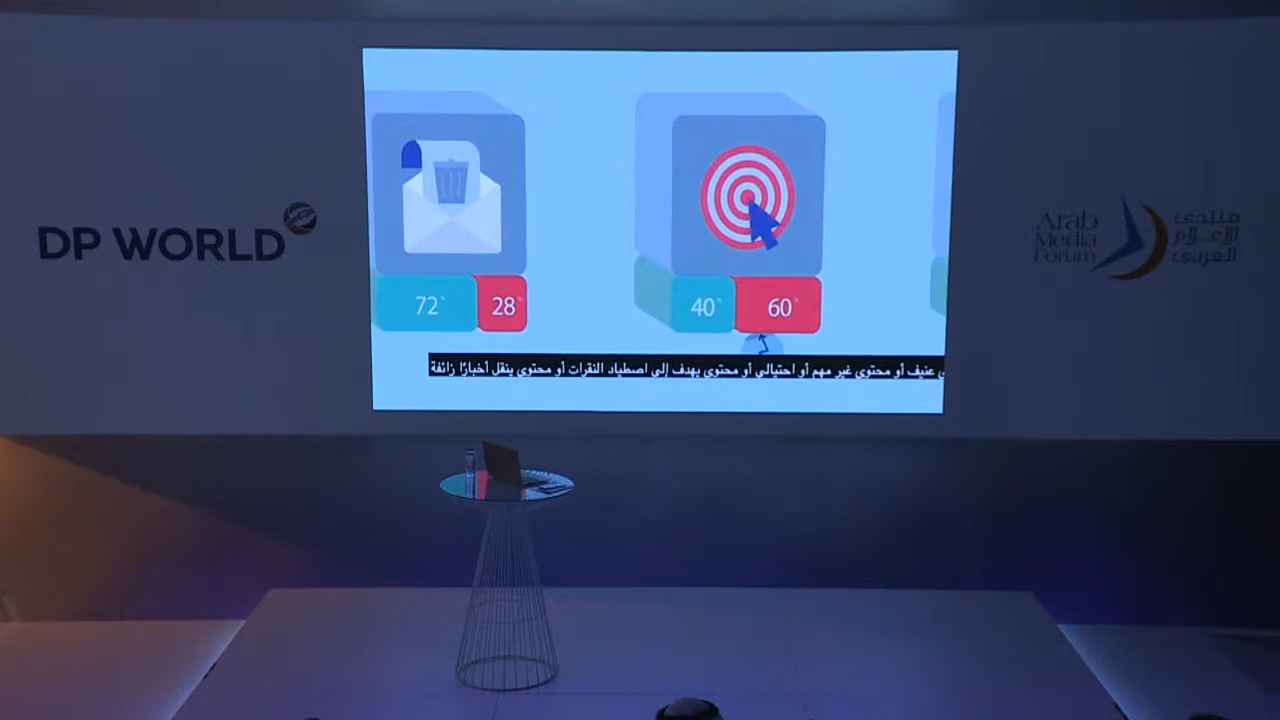 DP WORLD
72%
28%
40%
60%
عنيف أو محتوى غير مهم أو احتيالي أو محتوى يهدف إلى اصطياد النقرات أو محتوى ينقل أخبارًا زائفة
Arab
Media
Forum
منتدى
الإعلام
العربي